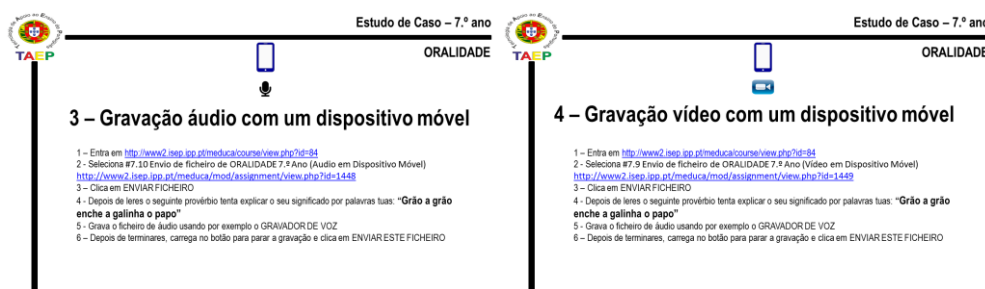 Estudo de Caso – 7.º ano
TAEP
ORALIDADE
3 – Gravação áudio com um dispositivo móvel
1 – Entra em http://www2.isep.ipp.pt/meduca/course/view.php?id=84
2 - Seleciona #7.10 Envio de ficheiro de ORALIDADE 7.º Ano (Audio em Dispositivo Móvel)
http://www2.isep.ipp.pt/meduca/mod/assignment/view.php?id=1448
3 – Clica em ENVIAR FICHEIRO
4 - Depois de leres o seguinte provérbio tenta explicar o seu significado por palavras tuas: “Grão a grão
enche a galinha o papo”
5 - Grava o ficheiro de áudio usando por exemplo o GRAVADOR DE VOZ
6 – Depois de terminares, carrega no botão para parar a gravação e clica em ENVIAR ESTE FICHEIRO
Estudo de Caso – 7.º ano
TAEP
ORALIDADE
4 – Gravação vídeo com um dispositivo móvel
1 – Entra em http://www2.isep.ipp.pt/meduca/course/view.php?id=84
2 - Seleciona #7.9 Envio de ficheiro de ORALIDADE 7.º Ano (Vídeo em Dispositivo Móvel)
http://www2.isep.ipp.pt/meduca/mod/assignment/view.php?id=1449
3 – Clica em ENVIAR FICHEIRO
4 - Depois de leres o seguinte provérbio tenta explicar o seu significado por palavras tuas: “Grão a grão
enche a galinha o papo”
5 - Grava o ficheiro de áudio usando por exemplo o GRAVADOR DE VOZ
6 – Depois de terminares, carrega no botão para parar a gravação e clica em ENVIAR ESTE FICHEIRO